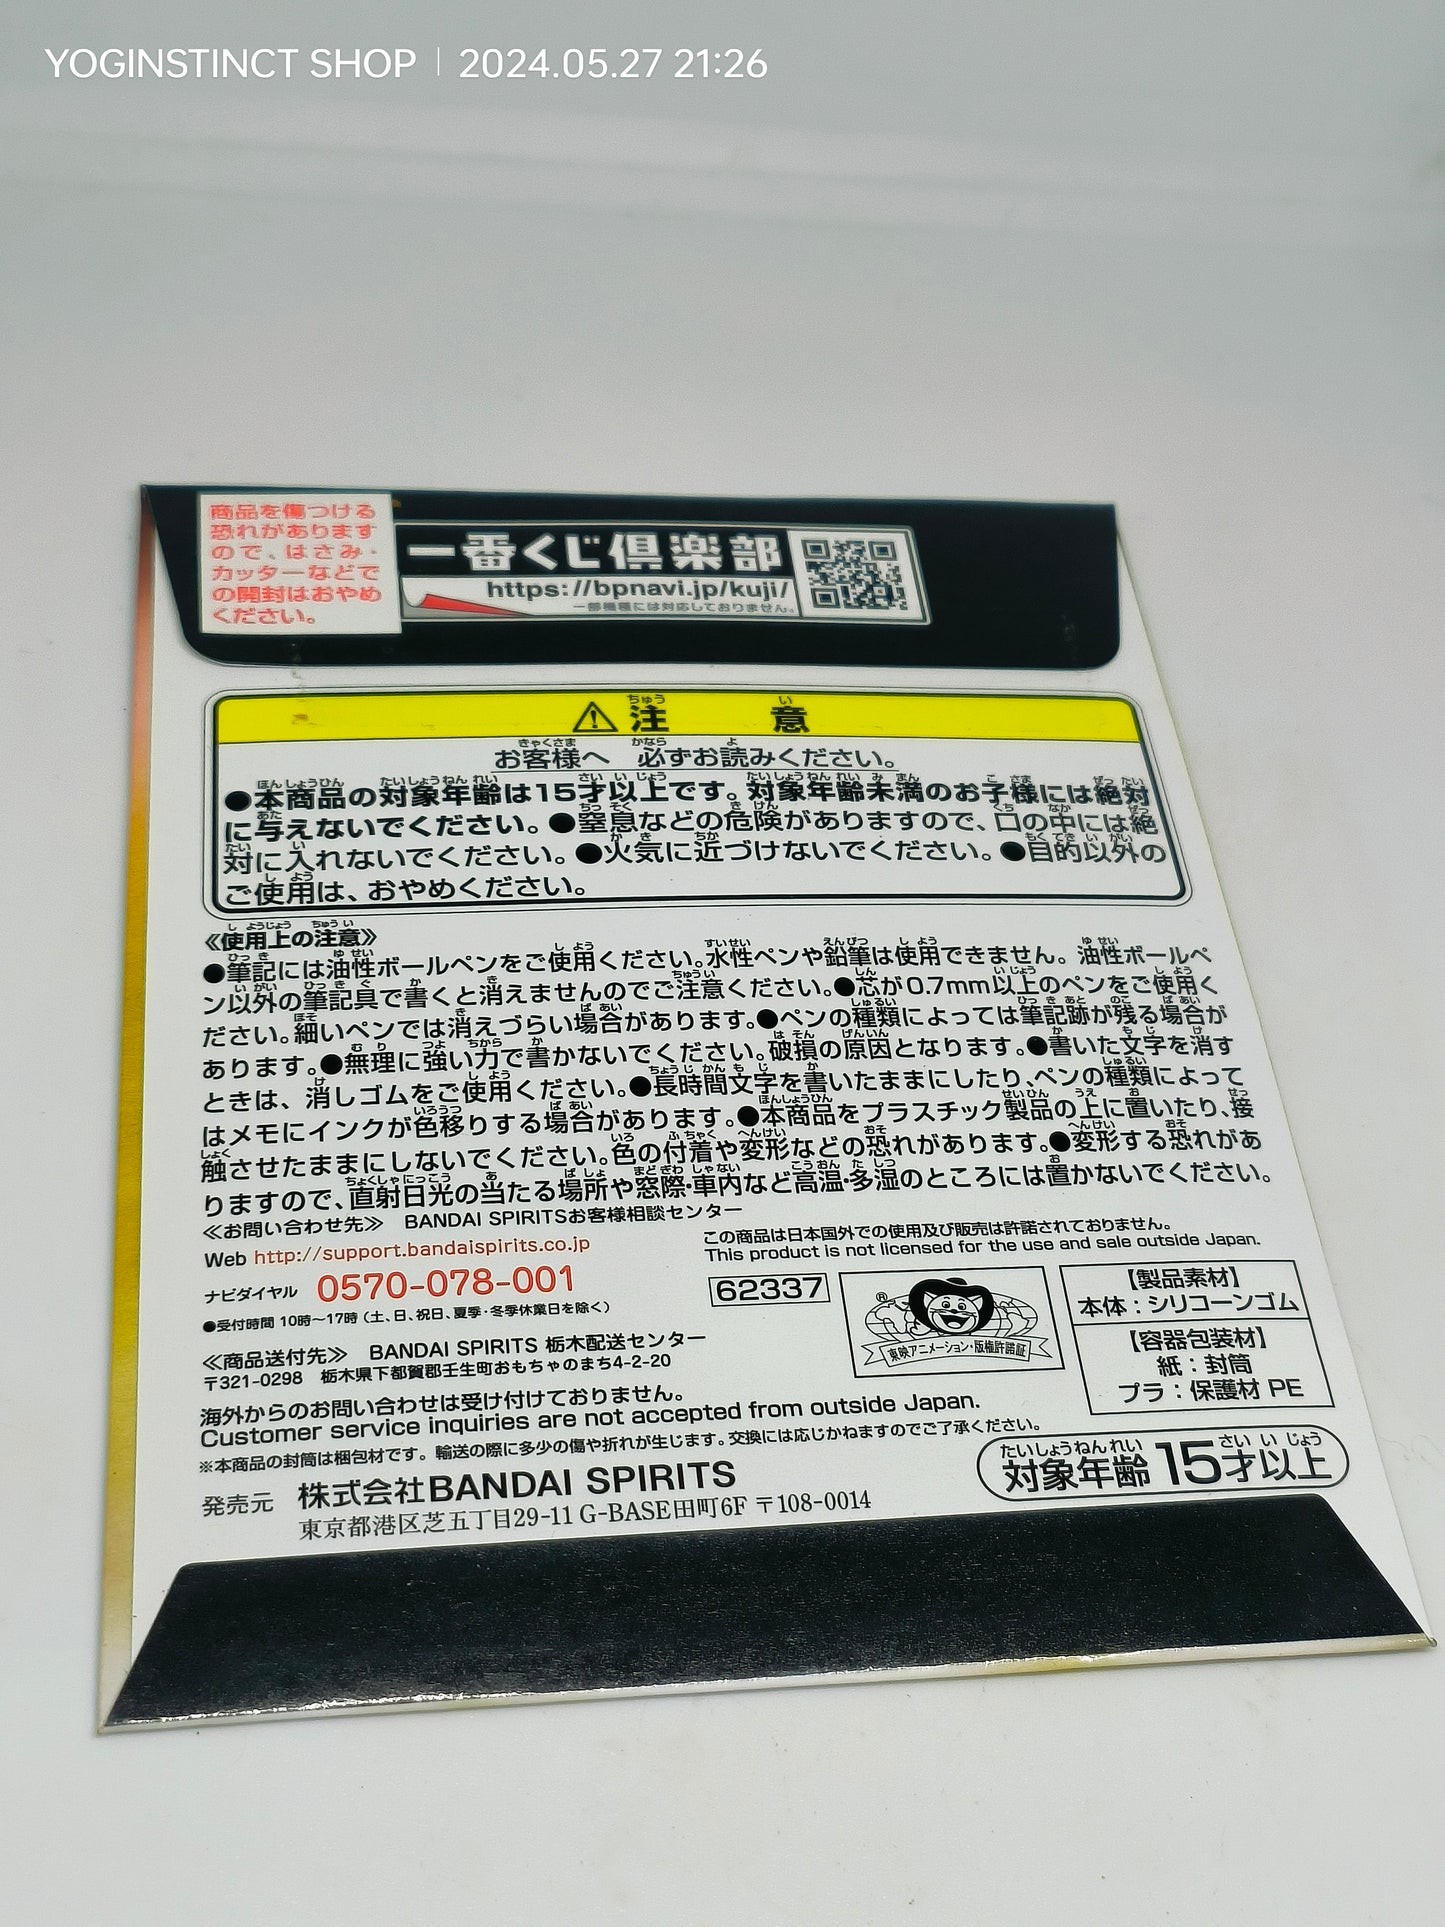 YOGINSTINCT SHOP | 2024.05.27 21:26
商品を傷つける
恐れがあります
ので、はさみ・
カッターなどで
の開封はおやめ
ください。
一番くじ倶楽部
https://bpnavi.jp/kuji/
一部機種には対応しておりません。
⚠注意
お客様へ 必ずお読みください。
●本商品の対象年齢は15才以上です。対象年齢未満のお子様には絶対
に与えないでください。●窒息などの危険がありますので、口の中には絶
対に入れないでください。●火気に近づけないでください。●目的以外の
ご使用は、おやめください。
《使用上の注意》
●筆記には油性ボールペンをご使用ください。水性ペンや鉛筆は使用できません。油性ボールペ
ン以外の筆記具で書くと消えませんのでご注意ください。●芯が0.7mm以上のペンをご使用く
ださい。細いペンでは消えづらい場合があります。●ペンの種類によっては筆記跡が残る場合が
あります。●無理に強い力で書かないでください。破損の原因となります。●書いた文字を消す
ときは、消しゴムをご使用ください。●長時間文字を書いたままにしたり、ペンの種類によって
はメモにインクが色移りする場合があります。●本商品をプラスチック製品の上に置いたり、接
触させたままにしないでください。色の付着や変形などの恐れがあります。●変形する恐れがあ
りますので、直射日光の当たる場所や窓際・車内など高温・多湿のところには置かないでください。
≪お問い合わせ先≫ BANDAI SPIRITSお客様相談センター
Web http://support.bandaispirits.co.jp
ナビダイヤル 0570-078-001
●受付時間 10時～17時（土、日、祝日、夏季・冬季休業日を除く）
≪商品送付先≫ BANDAI SPIRITS 栃木配送センター
〒321-0298 栃木県下都賀郡壬生町おもちゃのまち4-2-20
この商品は日本国外での使用及び販売は許諾されておりません。
This product is not licensed for the use and sale outside Japan.
62337
®
東映アニメーション・版権許諾証
【製品素材】
本体：シリコーンゴム
【容器包装材】
紙：封筒
プラ：保護材 PE
海外からのお問い合わせは受け付けておりません。
Customer service inquiries are not accepted from outside Japan.
※本商品の封筒は梱包材です。輸送の際に多少の傷や折れが生じます。交換には応じかねますのでご了承ください。
発売元 株式会社BANDAI SPIRITS
東京都港区芝五丁目29-11 G-BASE田町6F 〒108-0014
対象年齢 15才以上